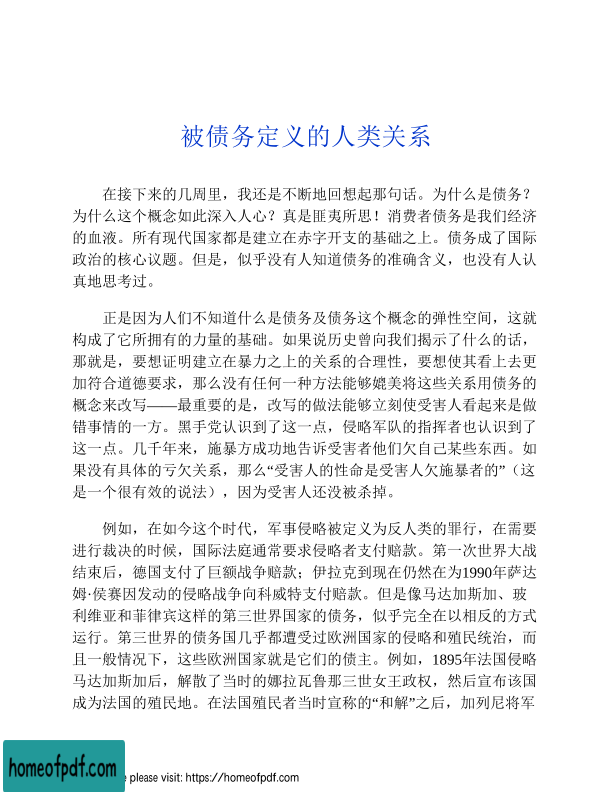 被债务定义的人类关系
在接下来的几周里，我还是不断地回想起那句话。为什么是债务？
为什么这个概念如此深入人心？真是匪夷所思！消费者债务是我们经济
的血液。所有现代国家都是建立在赤字开支的基础之上。债务成了国际
政治的核心议题。但是，似乎没有人知道债务的准确含义，也没有人认
真地思考过。
正是因为人们不知道什么是债务及债务这个概念的弹性空间，这就
构成了它所拥有的力量的基础。如果说历史曾向我们揭示了什么的话，
那就是，要想证明建立在暴力之上的关系的合理性，要想使其看上去更
加符合道德要求，那么没有任何一种方法能够媲美将这些关系用债务的
概念来改写——最重要的是，改写的做法能够立刻使受害人看起来是做
错事情的一方。黑手党认识到了这一点，侵略军队的指挥者也认识到了
这一点。几千年来，施暴方成功地告诉受害者他们欠自己某些东西。如
果没有具体的亏欠关系，那么“受害人的性命是受害人欠施暴者的”（这
是一个很有效的说法），因为受害人还没被杀掉。
例如，在如今这个时代，军事侵略被定义为反人类的罪行，在需要
进行裁决的时候，国际法庭通常要求侵略者支付赔款。第一次世界大战
结束后，德国支付了巨额战争赔款；伊拉克到现在仍然在为1990年萨达
姆·侯赛因发动的侵略战争向科威特支付赔款。但是像马达加斯加、玻
利维亚和菲律宾这样的第三世界国家的债务，似乎完全在以相反的方式
运行。第三世界的债务国几乎都遭受过欧洲国家的侵略和殖民统治，而
且一般情况下，这些欧洲国家就是它们的债主。例如，1895年法国侵略
马达加斯加后，解散了当时的娜拉瓦鲁那三世女王政权，然后宣布该国
成为法国的殖民地。在法国殖民者当时宣称的“和解”之后，加列尼将军
homeofpdf.com
e please visit: https://homeofpdf.com